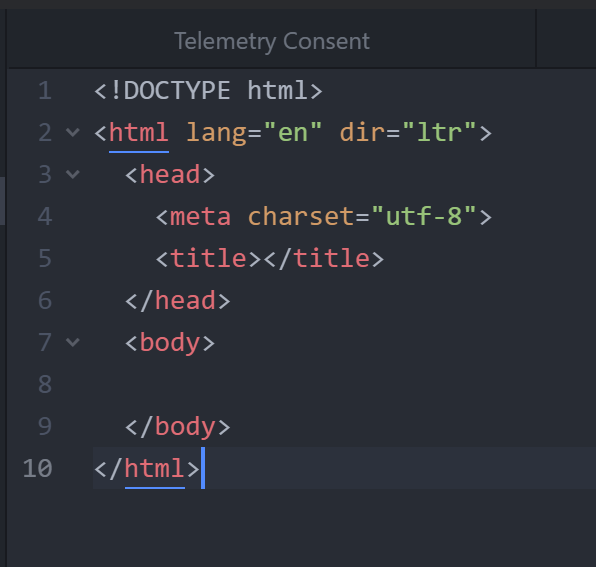 Telemetry Consent
1 <!DOCTYPE html>
2 <html lang="en" dir="ltr">
3   <head>
4     <meta charset="utf-8">
5     <title></title>
6   </head>
7   <body>
8
9   </body>
10 </html>